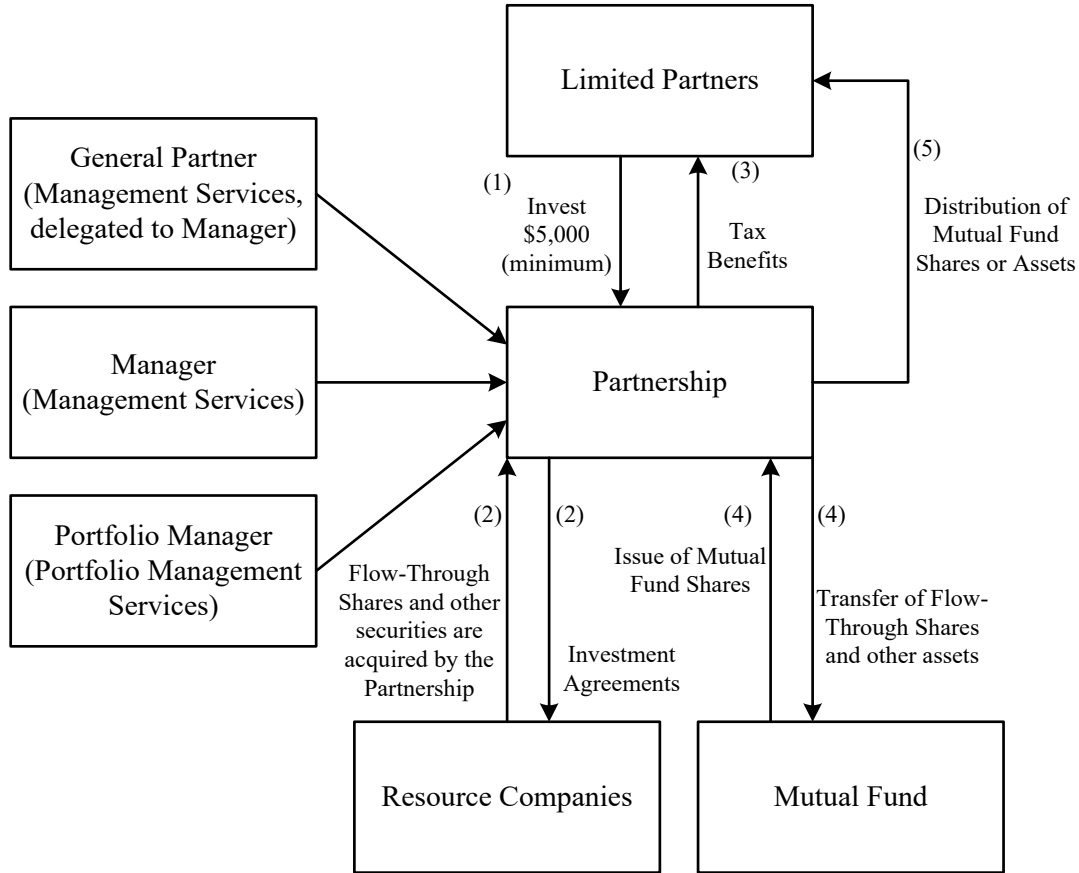 Limited Partners
General Partner
(Management Services,
delegated to Manager)
(1)
Invest
$5,000
(minimum)
(3)
Tax
Benefits
(5)
Distribution of
Mutual Fund
Shares or Assets
Manager
(Management Services)
Partnership
Portfolio Manager
(Portfolio Management
Services)
(2)
Flow-Through
Shares and other
securities are
acquired by the
Partnership
(2)
Investment
Agreements
(4)
Issue of Mutual
Fund Shares
(4)
Transfer of Flow-
Through Shares
and other assets
Resource Companies
Mutual Fund